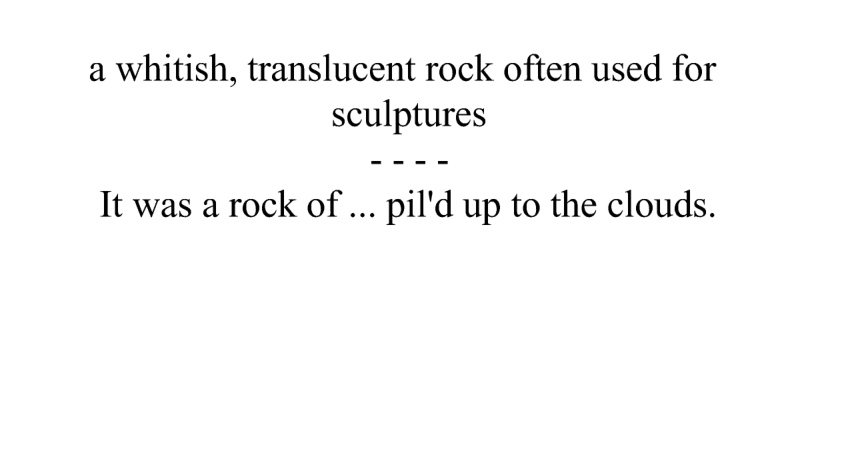 a whitish, translucent rock often used for
sculptures
- - - -
It was a rock of ... pil'd up to the clouds.